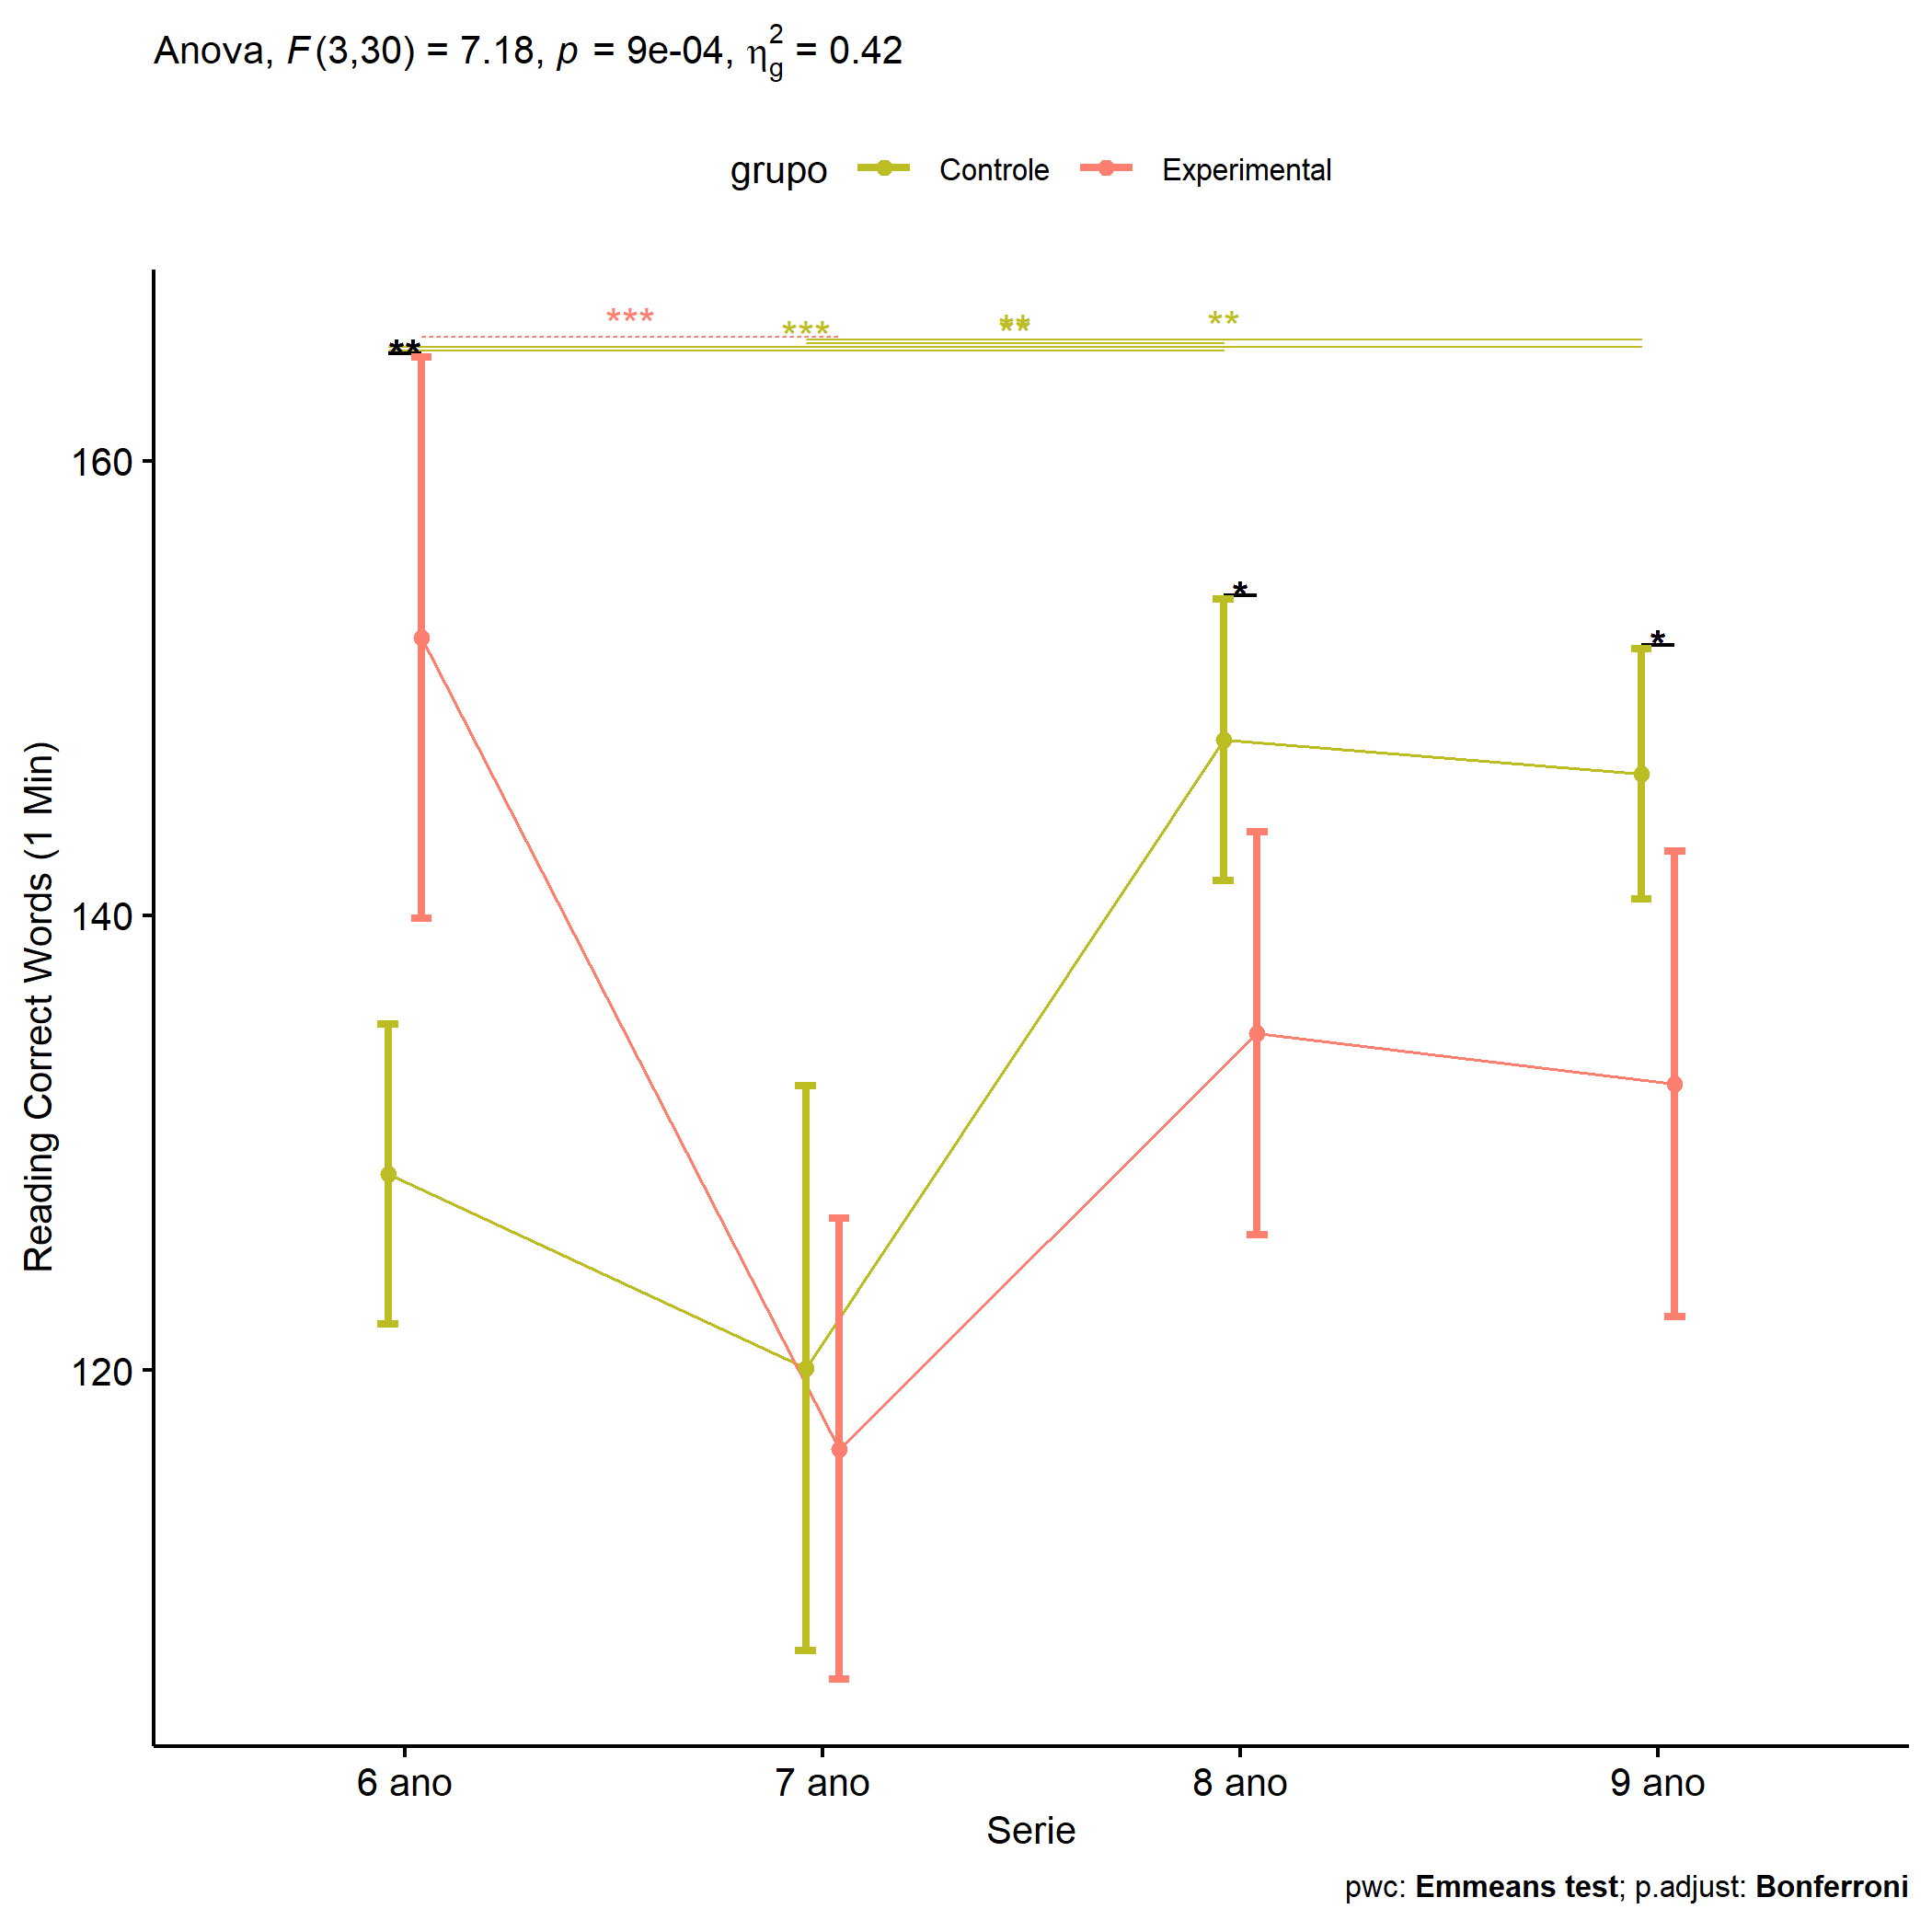 Anova, F(3,30) = 7.18, p = 9e-04, η²g = 0.42
grupo Controle Experimental
*** *** ** ** **
**
* *
160
140
120
Reading Correct Words (1 Min)
6 ano 7 ano 8 ano 9 ano
Serie
pwc: Emmeans test; p.adjust: Bonferroni